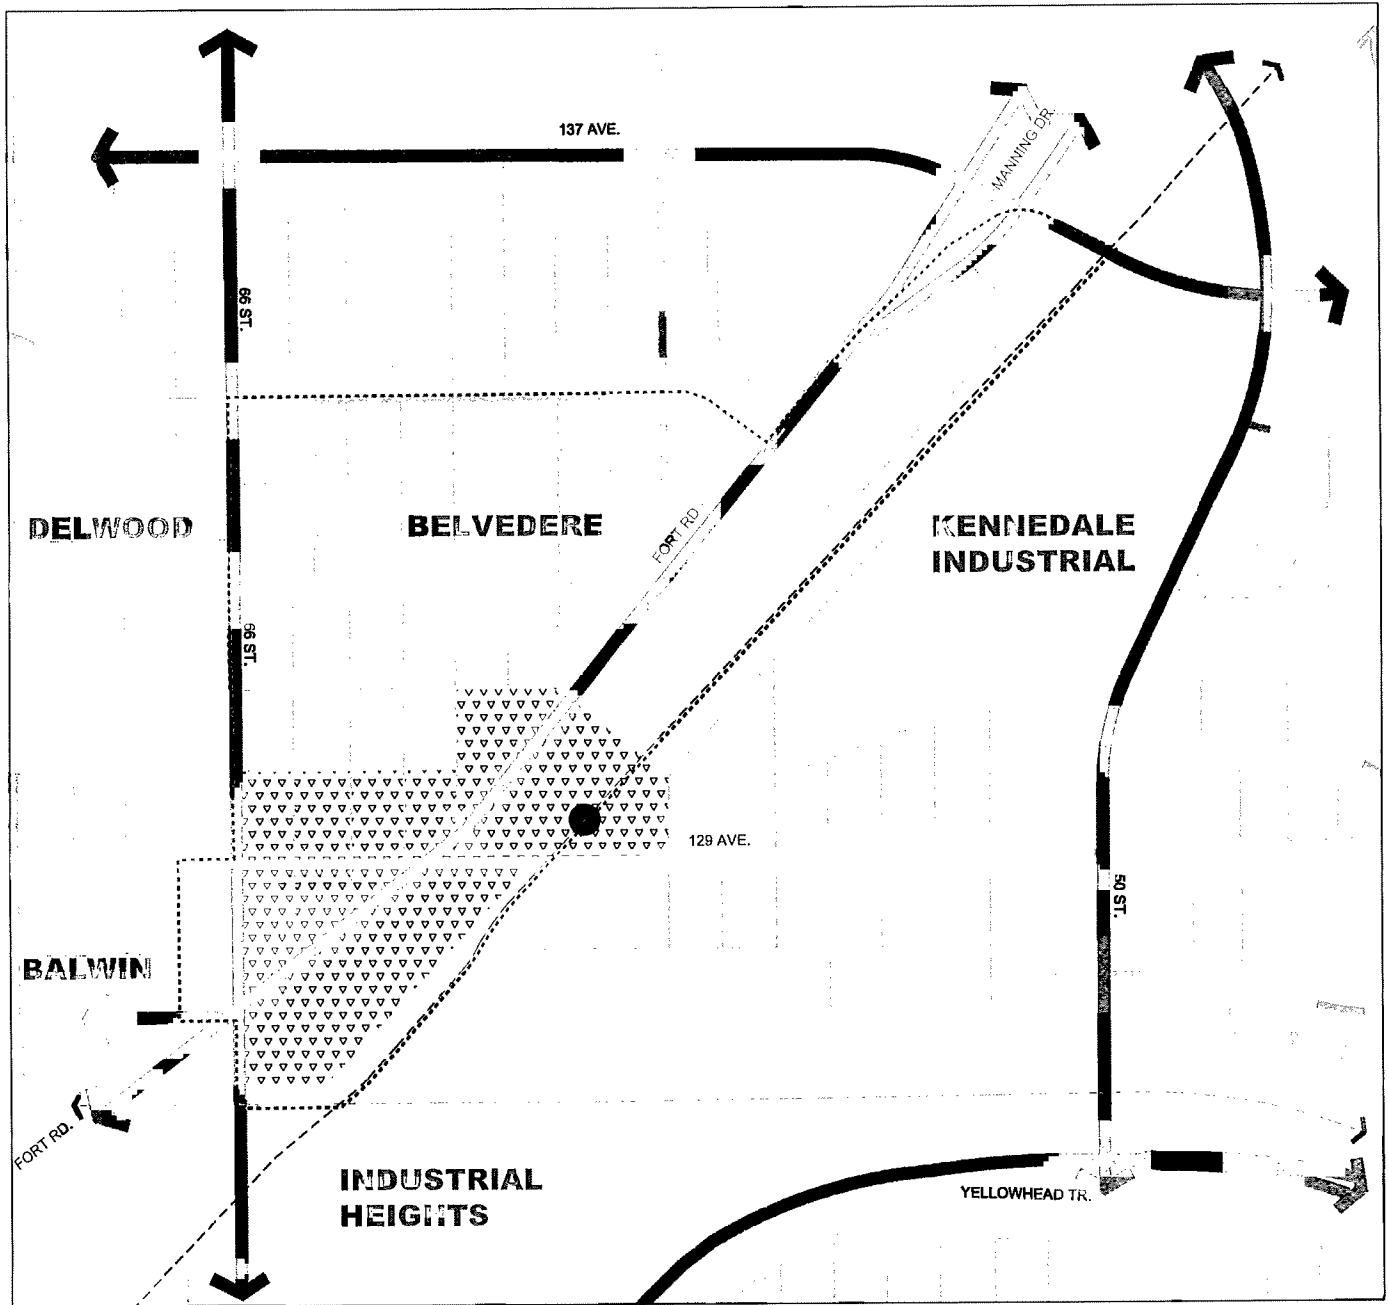 137 AVE.
MANNING DR.
66 ST.
DELWOOD
BELVEDERE
FORT RD
KENNEDALE
INDUSTRIAL
66 ST.
129 AVE.
50 ST.
BALWIN
FORT RD.
INDUSTRIAL
HEIGHTS
YELLOWHEAD TR.